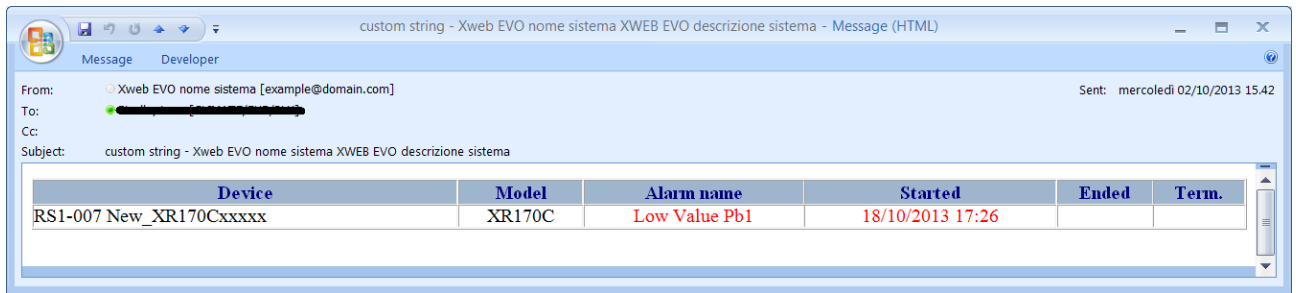 custom string - Xweb EVO nome sistema XWEB EVO descrizione sistema - Message (HTML)
Message Developer
From: Xweb EVO nome sistema [example@domain.com] Sent: mercoledì 02/10/2013 15.42
To:
Cc:
Subject: custom string - Xweb EVO nome sistema XWEB EVO descrizione sistema
Device Model Alarm name Started Ended Term.
RS1-007 New_XR170Cxxxxx XR170C Low Value Pb1 18/10/2013 17:26